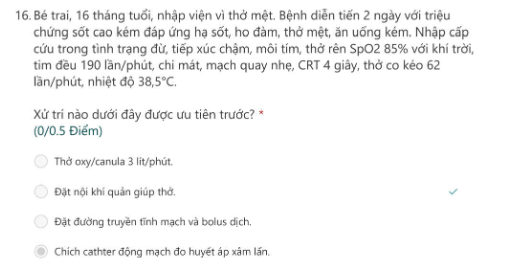 16. Bé trai, 16 tháng tuổi, nhập viện vì thở mệt. Bệnh diễn tiến 2 ngày với triệu
chứng sốt cao kém đáp ứng hạ sốt, ho đàm, thở mệt, ăn uống kém. Nhập cấp
cứu trong tình trạng đừ, tiếp xúc chậm, môi tím, thở rên SpO2 85% với khí trời,
tim đều 190 lần/phút, chi mát, mạch quay nhẹ, CRT 4 giây, thở co kéo 62
lần/phút, nhiệt độ 38,5°C.
Xử trí nào dưới đây được ưu tiên trước? *
(0/0.5 Điểm)
Thở oxy/canula 3 lít/phút.
Đặt nội khí quản giúp thở.
Đặt đường truyền tĩnh mạch và bolus dịch.
Chích cathter động mạch đo huyết áp xâm lấn.